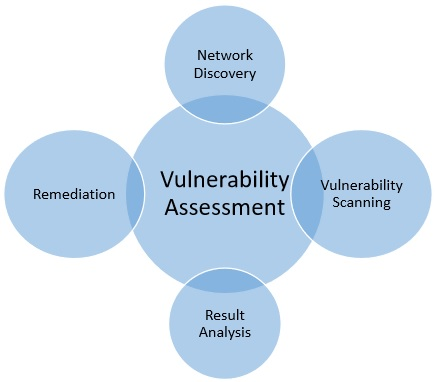 Network
Discovery
Vulnerability
Assessment
Remediation
Vulnerability
Scanning
Result
Analysis